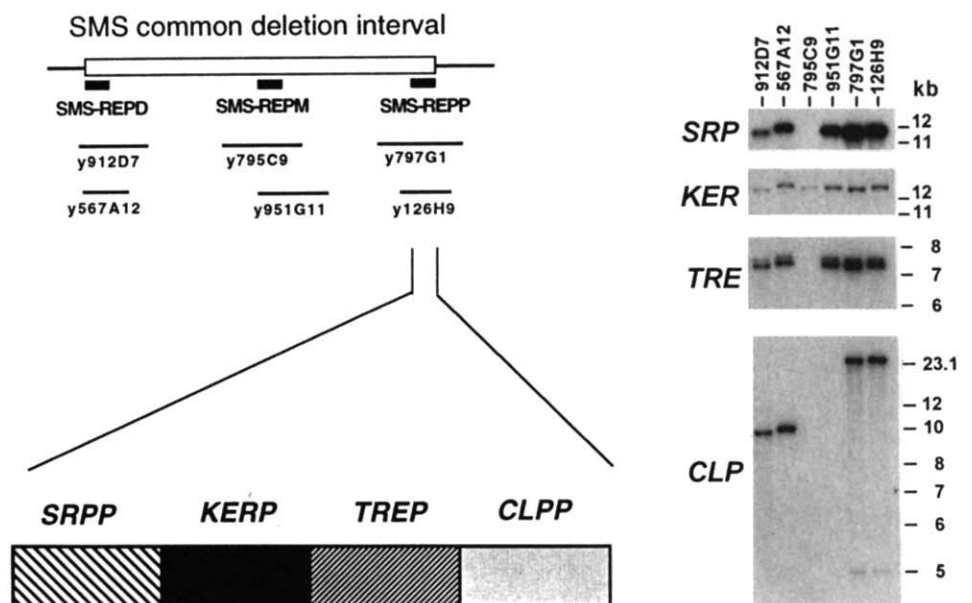 SMS common deletion interval
SMS-REPD SMS-REPM SMS-REPP
y912D7 y795C9 y797G1
y567A12 y951G11 y126H9
SRPP KERP TREP CLPP
– 912D7
– 567A12
– 795C9
– 951G11
– 797G1
– 126H9
kb
SRP
– 12
– 11
KER
– 12
– 11
TRE
– 8
– 7
– 6
CLP
– 23.1
– 12
– 10
– 8
– 7
– 6
– 5